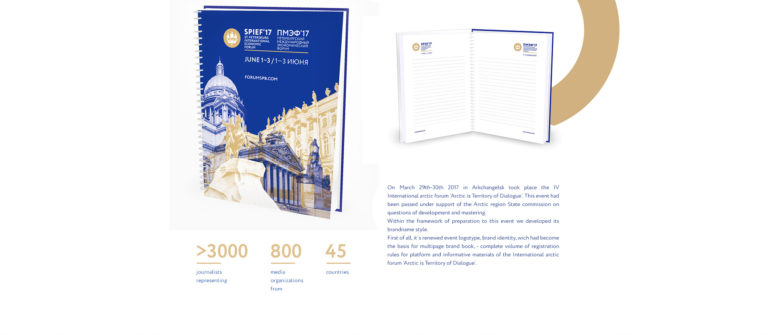 SPIEF'17
ST. PETERSBURG
INTERNATIONAL
ECONOMIC
FORUM
ПМЭФ'17
ПЕТЕРБУРГСКИЙ
МЕЖДУНАРОДНЫЙ
ЭКОНОМИЧЕСКИЙ
ФОРУМ
JUNE 1–3 / 1–3 ИЮНЯ
FORUMSPB.COM
SPIEF'17
ПМЭФ'17
>3000
journalists
representing
800
media
organizations
from
45
countries
On March 29th-30th 2017 in Arkchangelsk took place the IV
International arctic forum 'Arctic is Territory of Dialogue'. This event had
been passed under support of the Arctic region State commission on
questions of development and mastering.
Within the framework of preparation to this event we developed its
brandname style.
First of all, it`s renewed event logotype, brand identity, wich had become
the basis for multipage brand book, - complete volume of registration
rules for platform and informative materials of the International arctic
forum 'Arctic is Territory of Dialogue'.